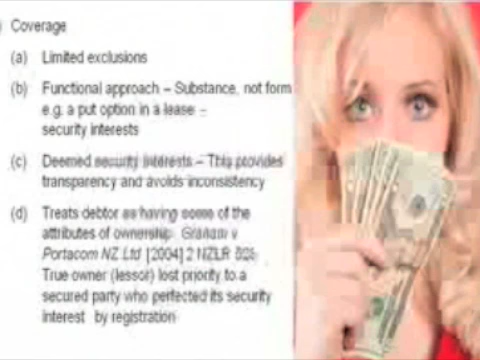 ) Coverage
(a) Limited exclusions
(b) Functional approach – Substance, not form
e.g. a put option in a lease –
security interests
(c) Deemed security interests – This provides
transparency and avoids inconsistency
(d) Treats debtor as having some of the
attributes of ownership. Graham v
Portacom NZ Ltd [2004] 2 NZLR
True owner (lessor) lost priority to a
secured party who perfected its security
interest by registration